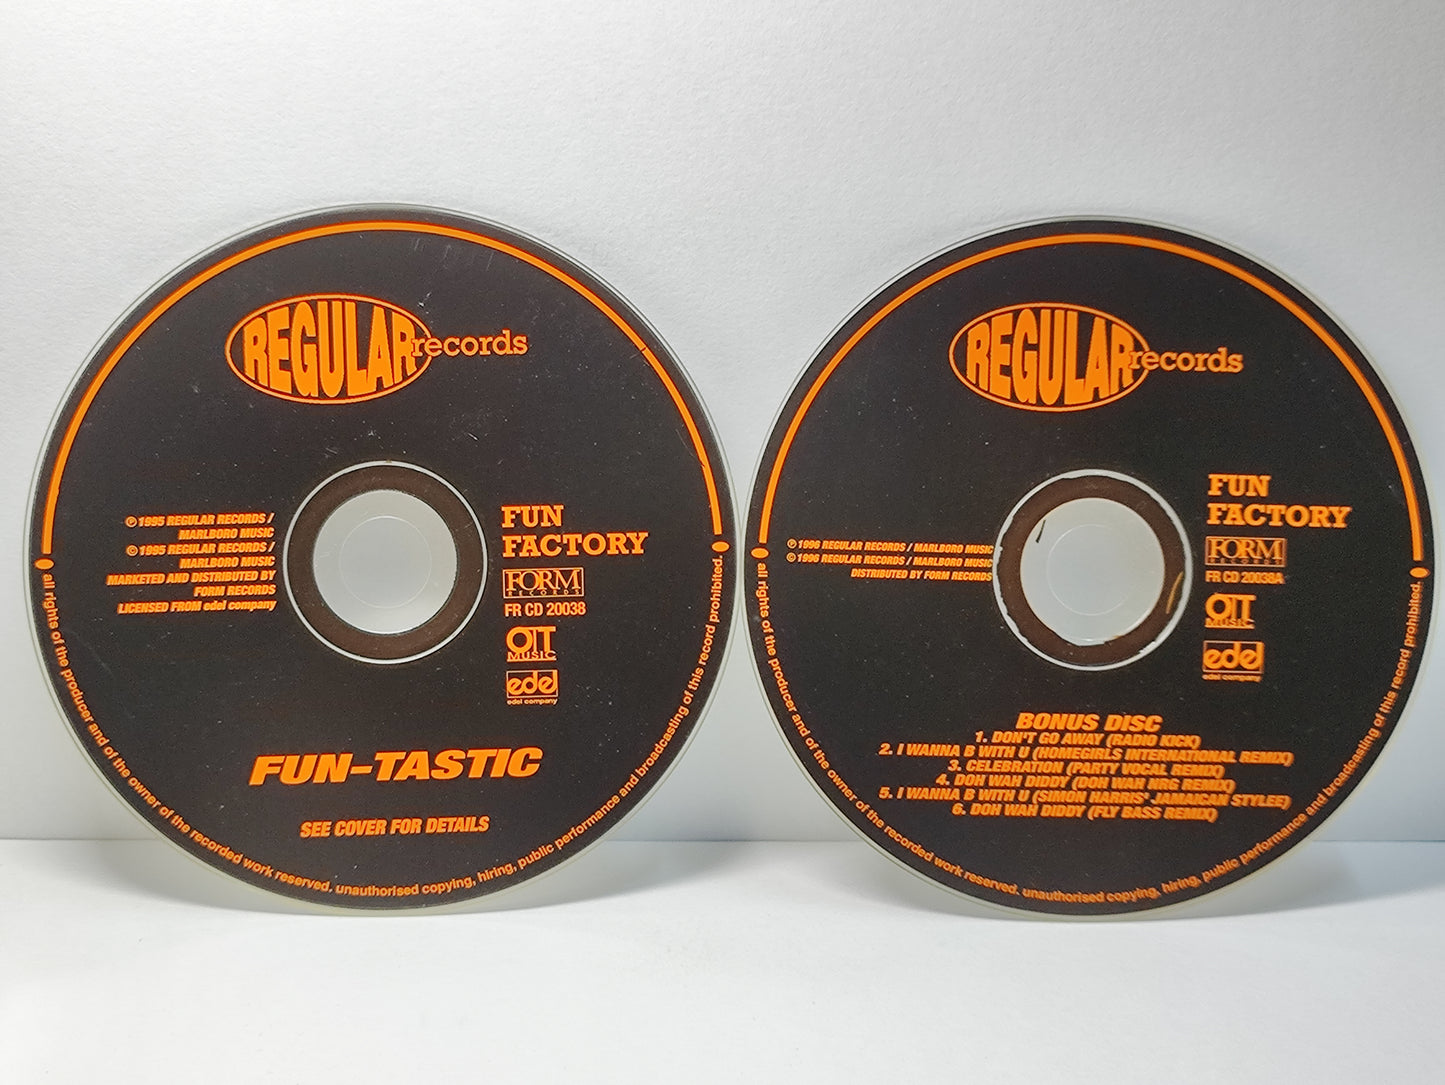 REGULAR records
℗ 1995 REGULAR RECORDS /
MARLBORO MUSIC
© 1995 REGULAR RECORDS /
MARLBORO MUSIC
MARKETED AND DISTRIBUTED BY
FORM RECORDS
LICENSED FROM edel company
FUN
FACTORY
FORM
RECORDS
FR CD 20038
OTT
MUSIC
edel
edel company
FUN-TASTIC
SEE COVER FOR DETAILS
all rights of the producer and of the owner of the recorded work reserved. unauthorised copying, hiring, public performance and broadcasting of this record prohibited.
REGULAR records
℗ 1996 REGULAR RECORDS / MARLBORO MUSIC
© 1996 REGULAR RECORDS / MARLBORO MUSIC
DISTRIBUTED BY FORM RECORDS
FUN
FACTORY
FORM
RECORDS
FR CD 20038A
OTT
MUSIC
edel
edel company
BONUS DISC
1. DON'T GO AWAY (RADIO KICK)
2. I WANNA B WITH U (HOMEGIRLS INTERNATIONAL REMIX)
3. CELEBRATION (PARTY VOCAL REMIX)
4. DOH WAH DIDDY (DOH WAH NRG REMIX)
5. I WANNA B WITH U (SIMON HARRIS' JAMAICAN STYLEE)
6. DOH WAH DIDDY (FLY BASS REMIX)
all rights of the producer and of the owner of the recorded work reserved. unauthorised copying, hiring, public performance and broadcasting of this record prohibited.